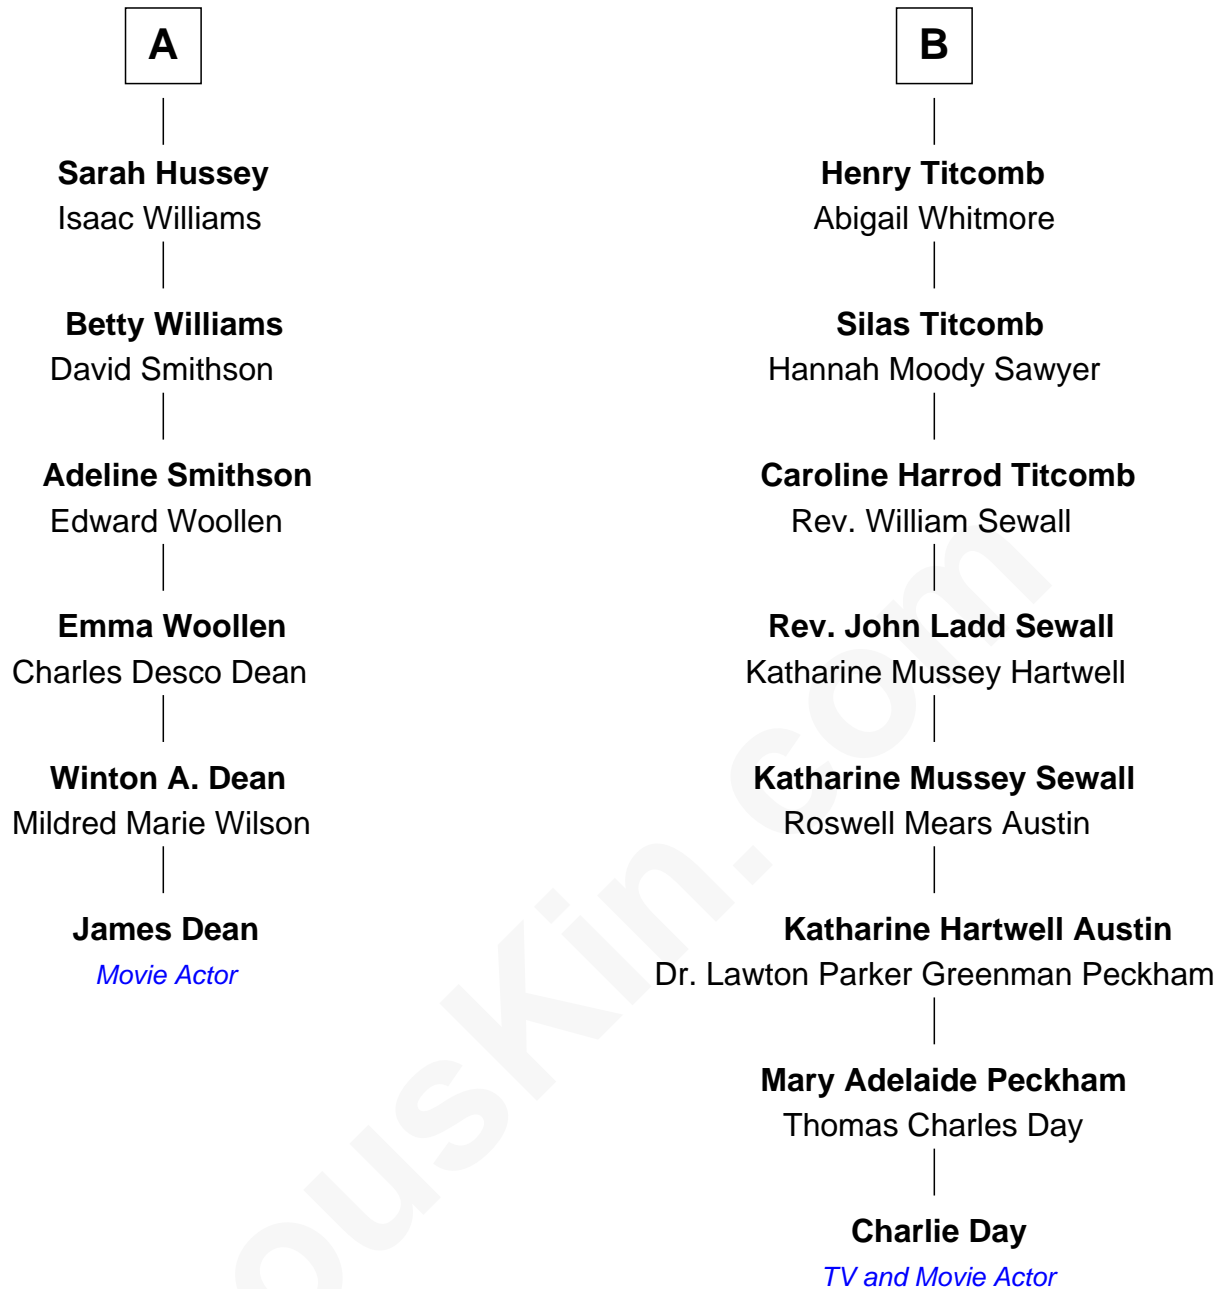 A
Sarah Hussey
Isaac Williams
Betty Williams
David Smithson
Adeline Smithson
Edward Woollen
Emma Woollen
Charles Desco Dean
Winton A. Dean
Mildred Marie Wilson
James Dean
Movie Actor
B
Henry Titcomb
Abigail Whitmore
Silas Titcomb
Hannah Moody Sawyer
Caroline Harrod Titcomb
Rev. William Sewall
Rev. John Ladd Sewall
Katharine Mussey Hartwell
Katharine Mussey Sewall
Roswell Mears Austin
Katharine Hartwell Austin
Dr. Lawton Parker Greenman Peckham
Mary Adelaide Peckham
Thomas Charles Day
Charlie Day
TV and Movie Actor
ousKin.com